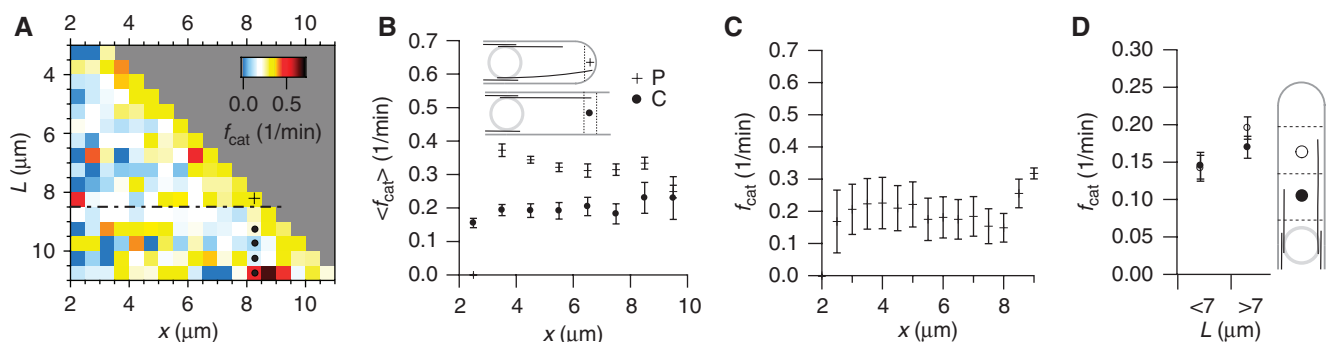 A
2 4 6 8 10
4
6
8
10
L (µm)
0.0 0.5
fcat (1/min)
2 4 6 8 10
x (µm)
B
0.7
0.6
0.5
0.4
0.3
0.2
0.1
0.0
<fcat> (1/min)
+ P
● C
2 4 6 8 10
x (µm)
C
0.7
0.6
0.5
0.4
0.3
0.2
0.1
0.0
fcat (1/min)
2 4 6 8
x (µm)
D
0.30
0.25
0.20
0.15
0.10
0.05
0.00
fcat (1/min)
<7 >7
L (µm)